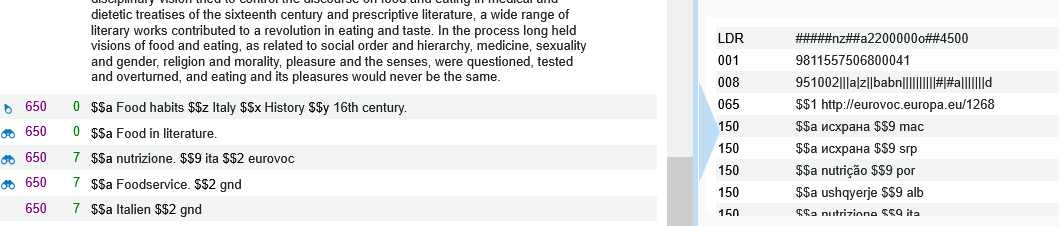 disciplinary vision tried to control the discourse on food and eating in medical and
dietetic treatises of the sixteenth century and prescriptive literature, a wide range of
literary works contributed to a revolution in eating and taste. In the process long held
visions of food and eating, as related to social order and hierarchy, medicine, sexuality
and gender, religion and morality, pleasure and the senses, were questioned, tested
and overturned, and eating and its pleasures would never be the same.
650 0 $$a Food habits $$z Italy $$x History $$y 16th century.
650 0 $$a Food in literature.
650 7 $$a nutrizione. $$9 ita $$2 eurovoc
650 7 $$a Foodservice. $$2 gnd
650 7 $$a Italien $$2 gnd
LDR #####nz##a2200000o##4500
001 9811557506800041
008 951002|||a|z||babn||||||||||#|#a|||||||d
065 $$1 http://eurovoc.europa.eu/1268
150 $$a исхрана $$9 mac
150 $$a исхрана $$9 srp
150 $$a nutrição $$9 por
150 $$a ushqyerje $$9 alb
150 $$a nutrizione $$9 ita